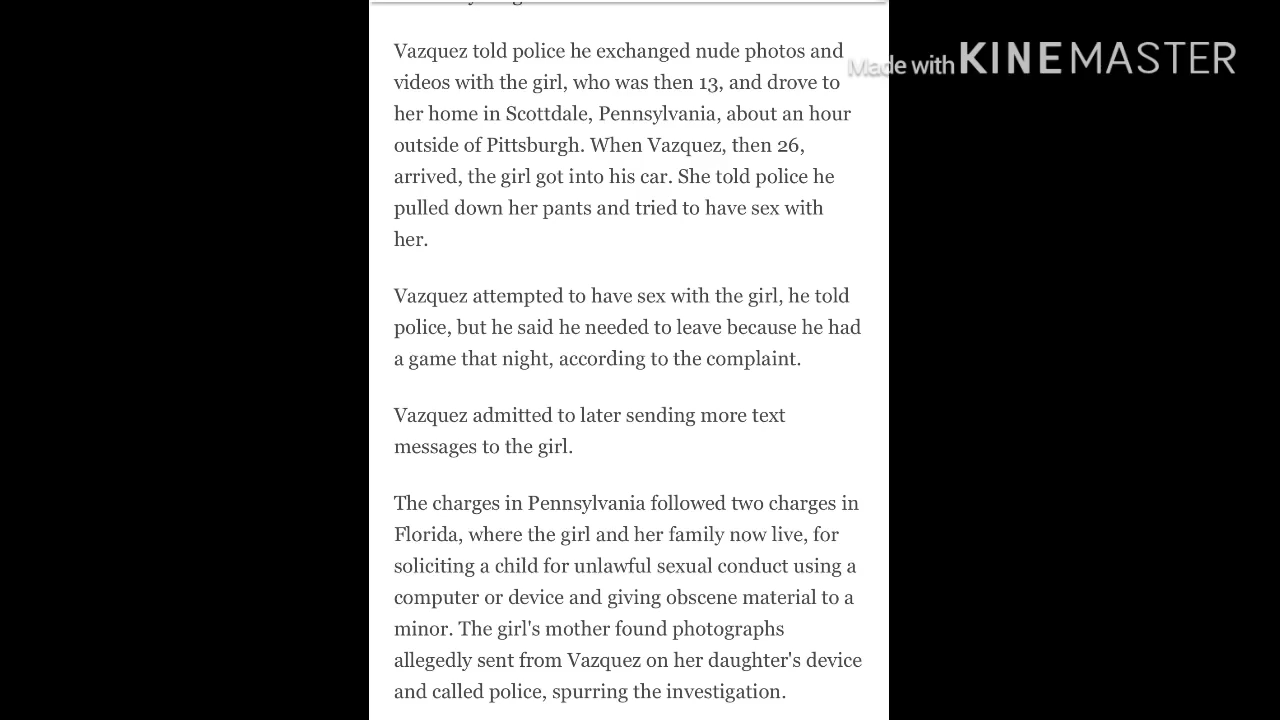 Vazquez told police he exchanged nude photos and
videos with the girl, who was then 13, and drove to
her home in Scottdale, Pennsylvania, about an hour
outside of Pittsburgh. When Vazquez, then 26,
arrived, the girl got into his car. She told police he
pulled down her pants and tried to have sex with
her.
Vazquez attempted to have sex with the girl, he told
police, but he said he needed to leave because he had
a game that night, according to the complaint.
Vazquez admitted to later sending more text
messages to the girl.
The charges in Pennsylvania followed two charges in
Florida, where the girl and her family now live, for
soliciting a child for unlawful sexual conduct using a
computer or device and giving obscene material to a
minor. The girl's mother found photographs
allegedly sent from Vazquez on her daughter's device
and called police, spurring the investigation.
Made with KINEMASTER